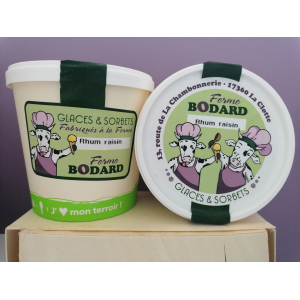 GLACES & SORBETS
Fabriqués à la Ferme
Rhum raisin
Ferme
BODARD
J' mon terroir !
13, route de La Chambonnerie - 17360 La Clotte
Ferme
BODARD
Rhum raisin
GLACES & SORBETS